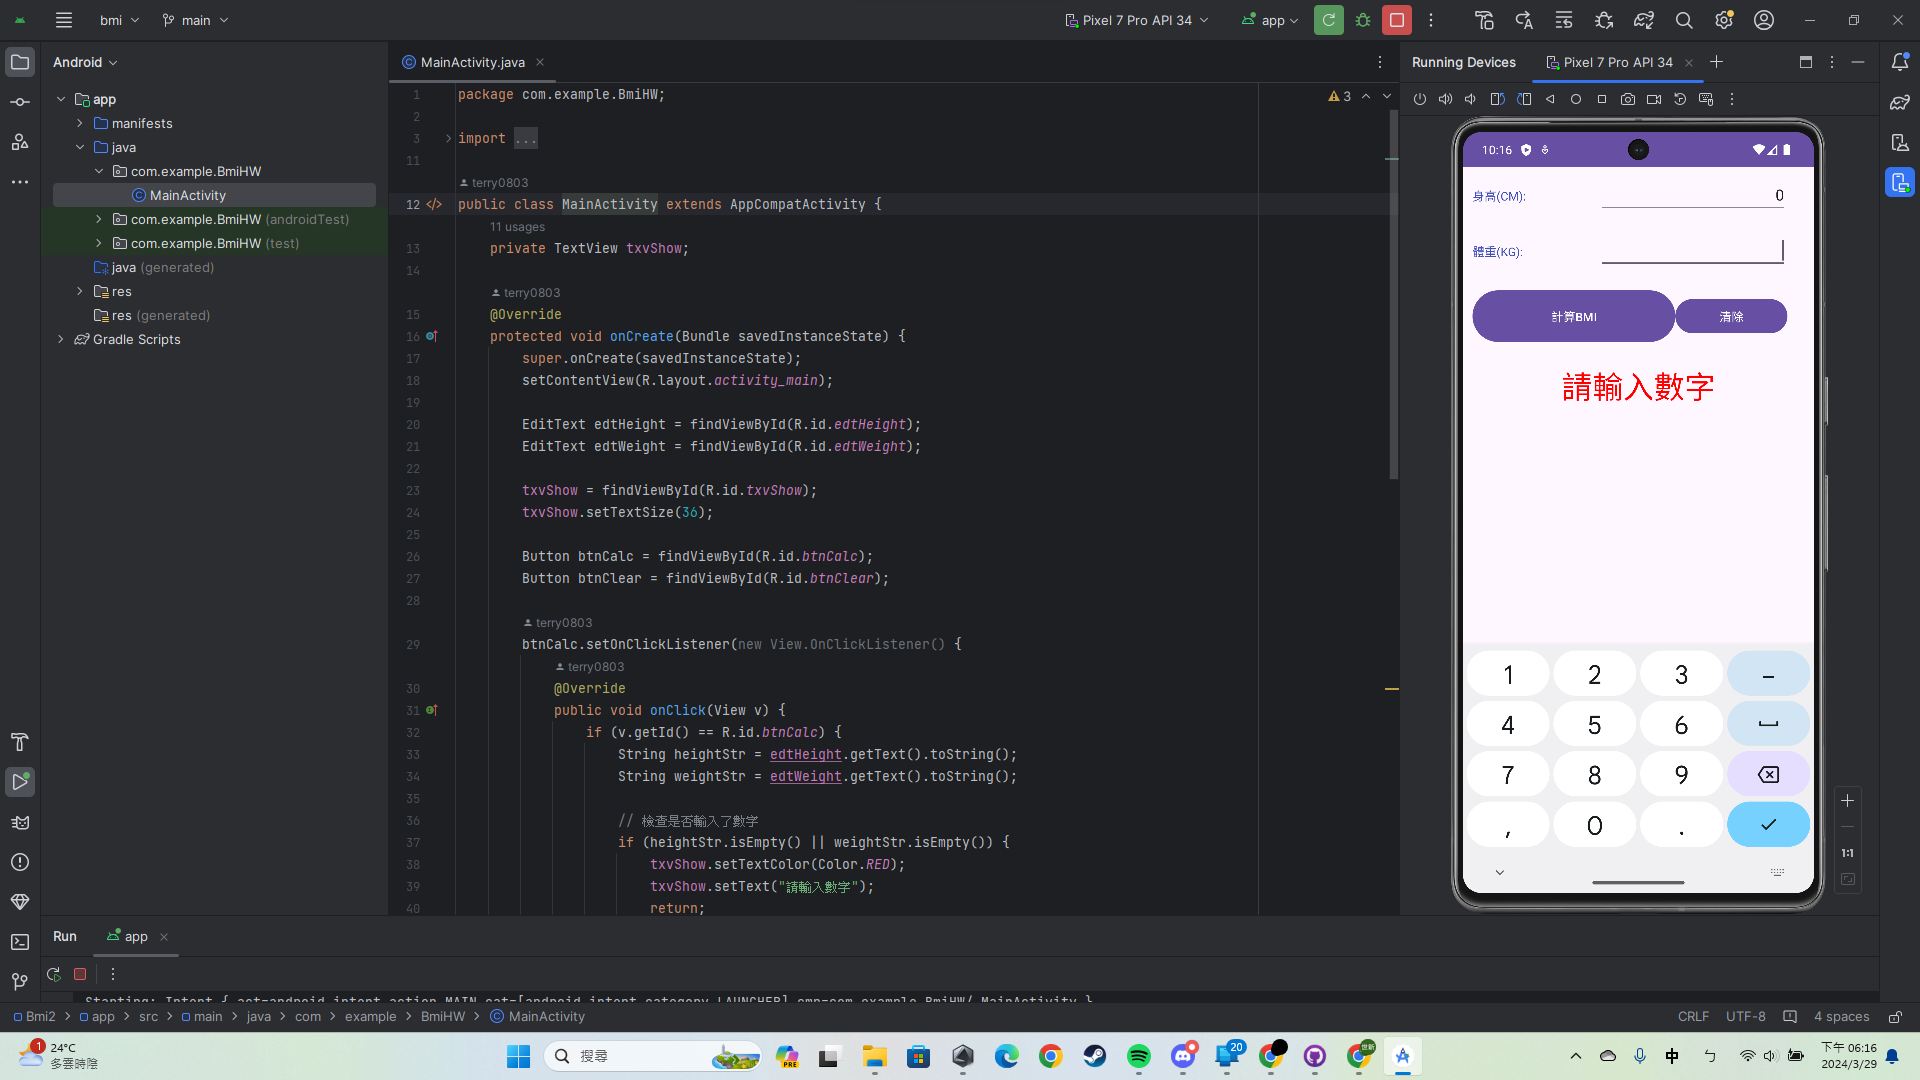 bmi
main
Pixel 7 Pro API 34
app
Android
app
manifests
java
com.example.BmiHW
MainActivity
com.example.BmiHW (androidTest)
com.example.BmiHW (test)
java (generated)
res
res (generated)
Gradle Scripts
MainActivity.java
3
1 package com.example.BmiHW;
2
3 import ...
11
terry0803
12 public class MainActivity extends AppCompatActivity {
11 usages
13 private TextView txvShow;
14
terry0803
15 @Override
16 protected void onCreate(Bundle savedInstanceState) {
17 super.onCreate(savedInstanceState);
18 setContentView(R.layout.activity_main);
19
20 EditText edtHeight = findViewById(R.id.edtHeight);
21 EditText edtWeight = findViewById(R.id.edtWeight);
22
23 txvShow = findViewById(R.id.txvShow);
24 txvShow.setTextSize(36);
25
26 Button btnCalc = findViewById(R.id.btnCalc);
27 Button btnClear = findViewById(R.id.btnClear);
28
terry0803
29 btnCalc.setOnClickListener(new View.OnClickListener() {
terry0803
30 @Override
31 public void onClick(View v) {
32 if (v.getId() == R.id.btnCalc) {
33 String heightStr = edtHeight.getText().toString();
34 String weightStr = edtWeight.getText().toString();
35
36 // 檢查是否輸入了數字
37 if (heightStr.isEmpty() || weightStr.isEmpty()) {
38 txvShow.setTextColor(Color.RED);
39 txvShow.setText("請輸入數字");
40 return;
Running Devices
Pixel 7 Pro API 34
10:16
身高(CM): 0
體重(KG):
計算BMI 清除
請輸入數字
1 2 3 –
4 5 6
7 8 9
, 0 .
1:1
Run
app
Starting: Intent { act=android.intent.action.MAIN cat=[android.intent.category.LAUNCHER] cmp=com.example.BmiHW/.MainActivity }
Bmi2 > app > src > main > java > com > example > BmiHW > MainActivity
CRLF UTF-8 4 spaces
1
24°C
多雲時陰
搜尋
PRE
20
中
ㄅ
下午 06:16
2024/3/29